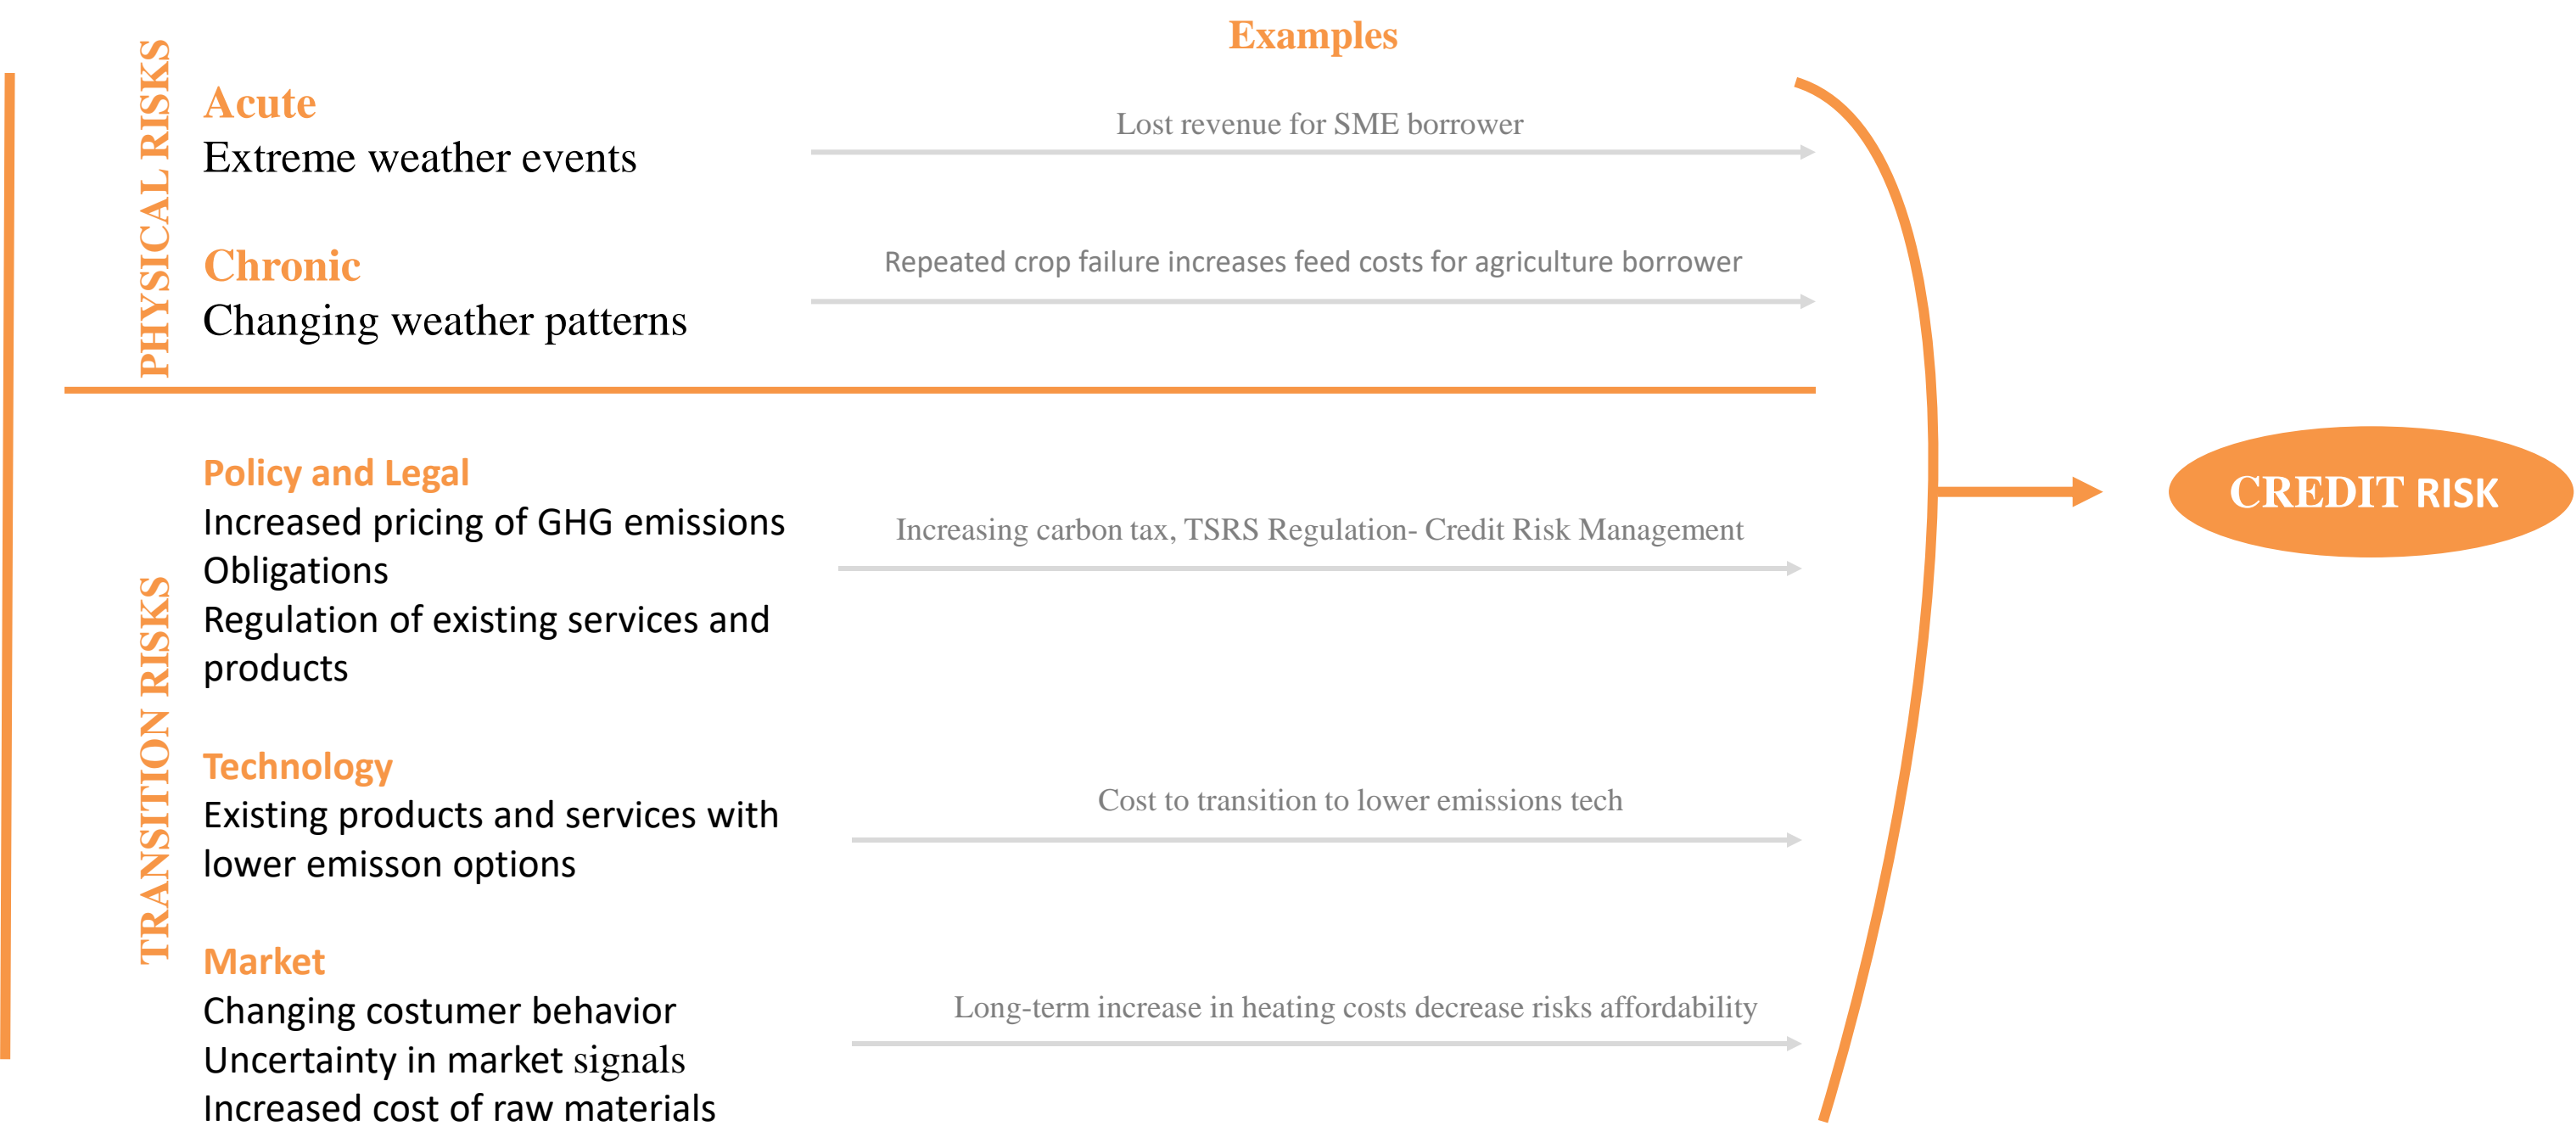 Examples
PHYSICAL RISKS
Acute
Extreme weather events
Lost revenue for SME borrower
Chronic
Changing weather patterns
Repeated crop failure increases feed costs for agriculture borrower
TRANSITION RISKS
Policy and Legal
Increased pricing of GHG emissions
Obligations
Regulation of existing services and
products
Increasing carbon tax, TSRS Regulation- Credit Risk Management
Technology
Existing products and services with
lower emisson options
Cost to transition to lower emissions tech
Market
Changing costumer behavior
Uncertainty in market signals
Increased cost of raw materials
Long-term increase in heating costs decrease risks affordability
CREDIT RISK